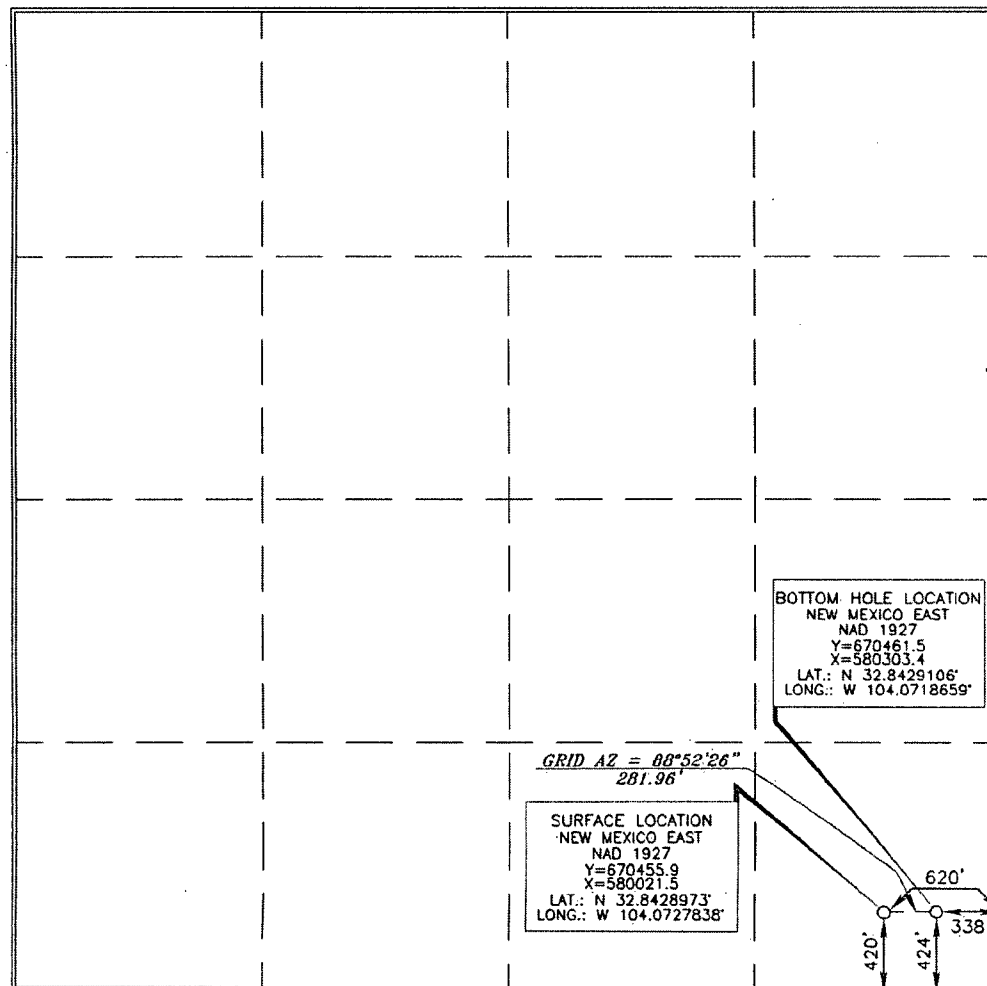 BOTTOM HOLE LOCATION
NEW MEXICO EAST
NAD 1927
Y=670461.5
X=580303.4
LAT.: N 32.8429106°
LONG.: W 104.0718659°
GRID AZ = 88°52'26"
281.96'
SURFACE LOCATION
NEW MEXICO EAST
NAD 1927
Y=670455.9
X=580021.5
LAT.: N 32.8428973°
LONG.: W 104.0727838°
620'
338
420'
424'